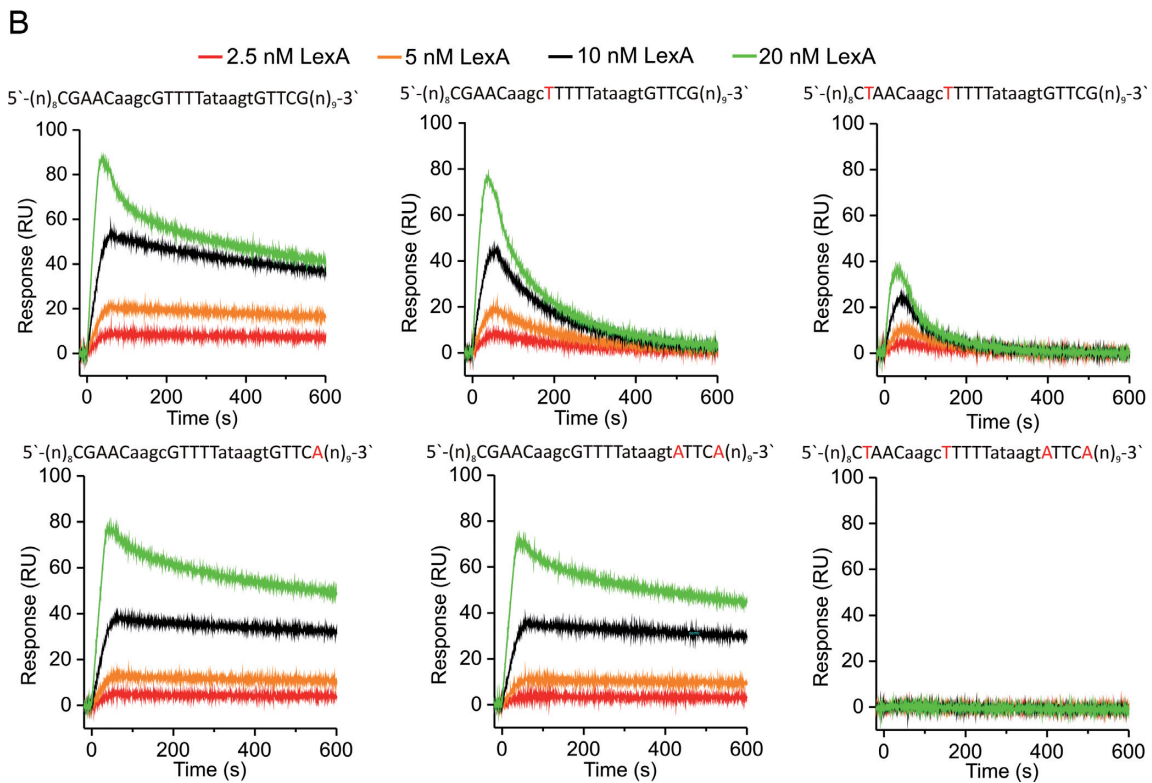 B
2.5 nM LexA 5 nM LexA 10 nM LexA 20 nM LexA
5`-(n)8CGAACaagcGTTTTataagtGTTCG(n)9-3`
100
80
60
40
20
0
Response (RU)
0 200 400 600
Time (s)
5`-(n)8CGAACaagcTTTTTataagtGTTCG(n)9-3`
100
80
60
40
20
0
Response (RU)
0 200 400 600
Time (s)
5`-(n)8CTAACaagcTTTTTataagtGTTCG(n)9-3`
100
80
60
40
20
0
Response (RU)
0 200 400 600
Time (s)
5`-(n)8CGAACaagcGTTTTataagtGTTCA(n)9-3`
100
80
60
40
20
0
Response (RU)
0 200 400 600
Time (s)
5`-(n)8CGAACaagcGTTTTataagtATTCA(n)9-3`
100
80
60
40
20
0
Response (RU)
0 200 400 600
Time (s)
5`-(n)8CTAACaagcTTTTTataagtATTCA(n)9-3`
100
80
60
40
20
0
Response (RU)
0 200 400 600
Time (s)